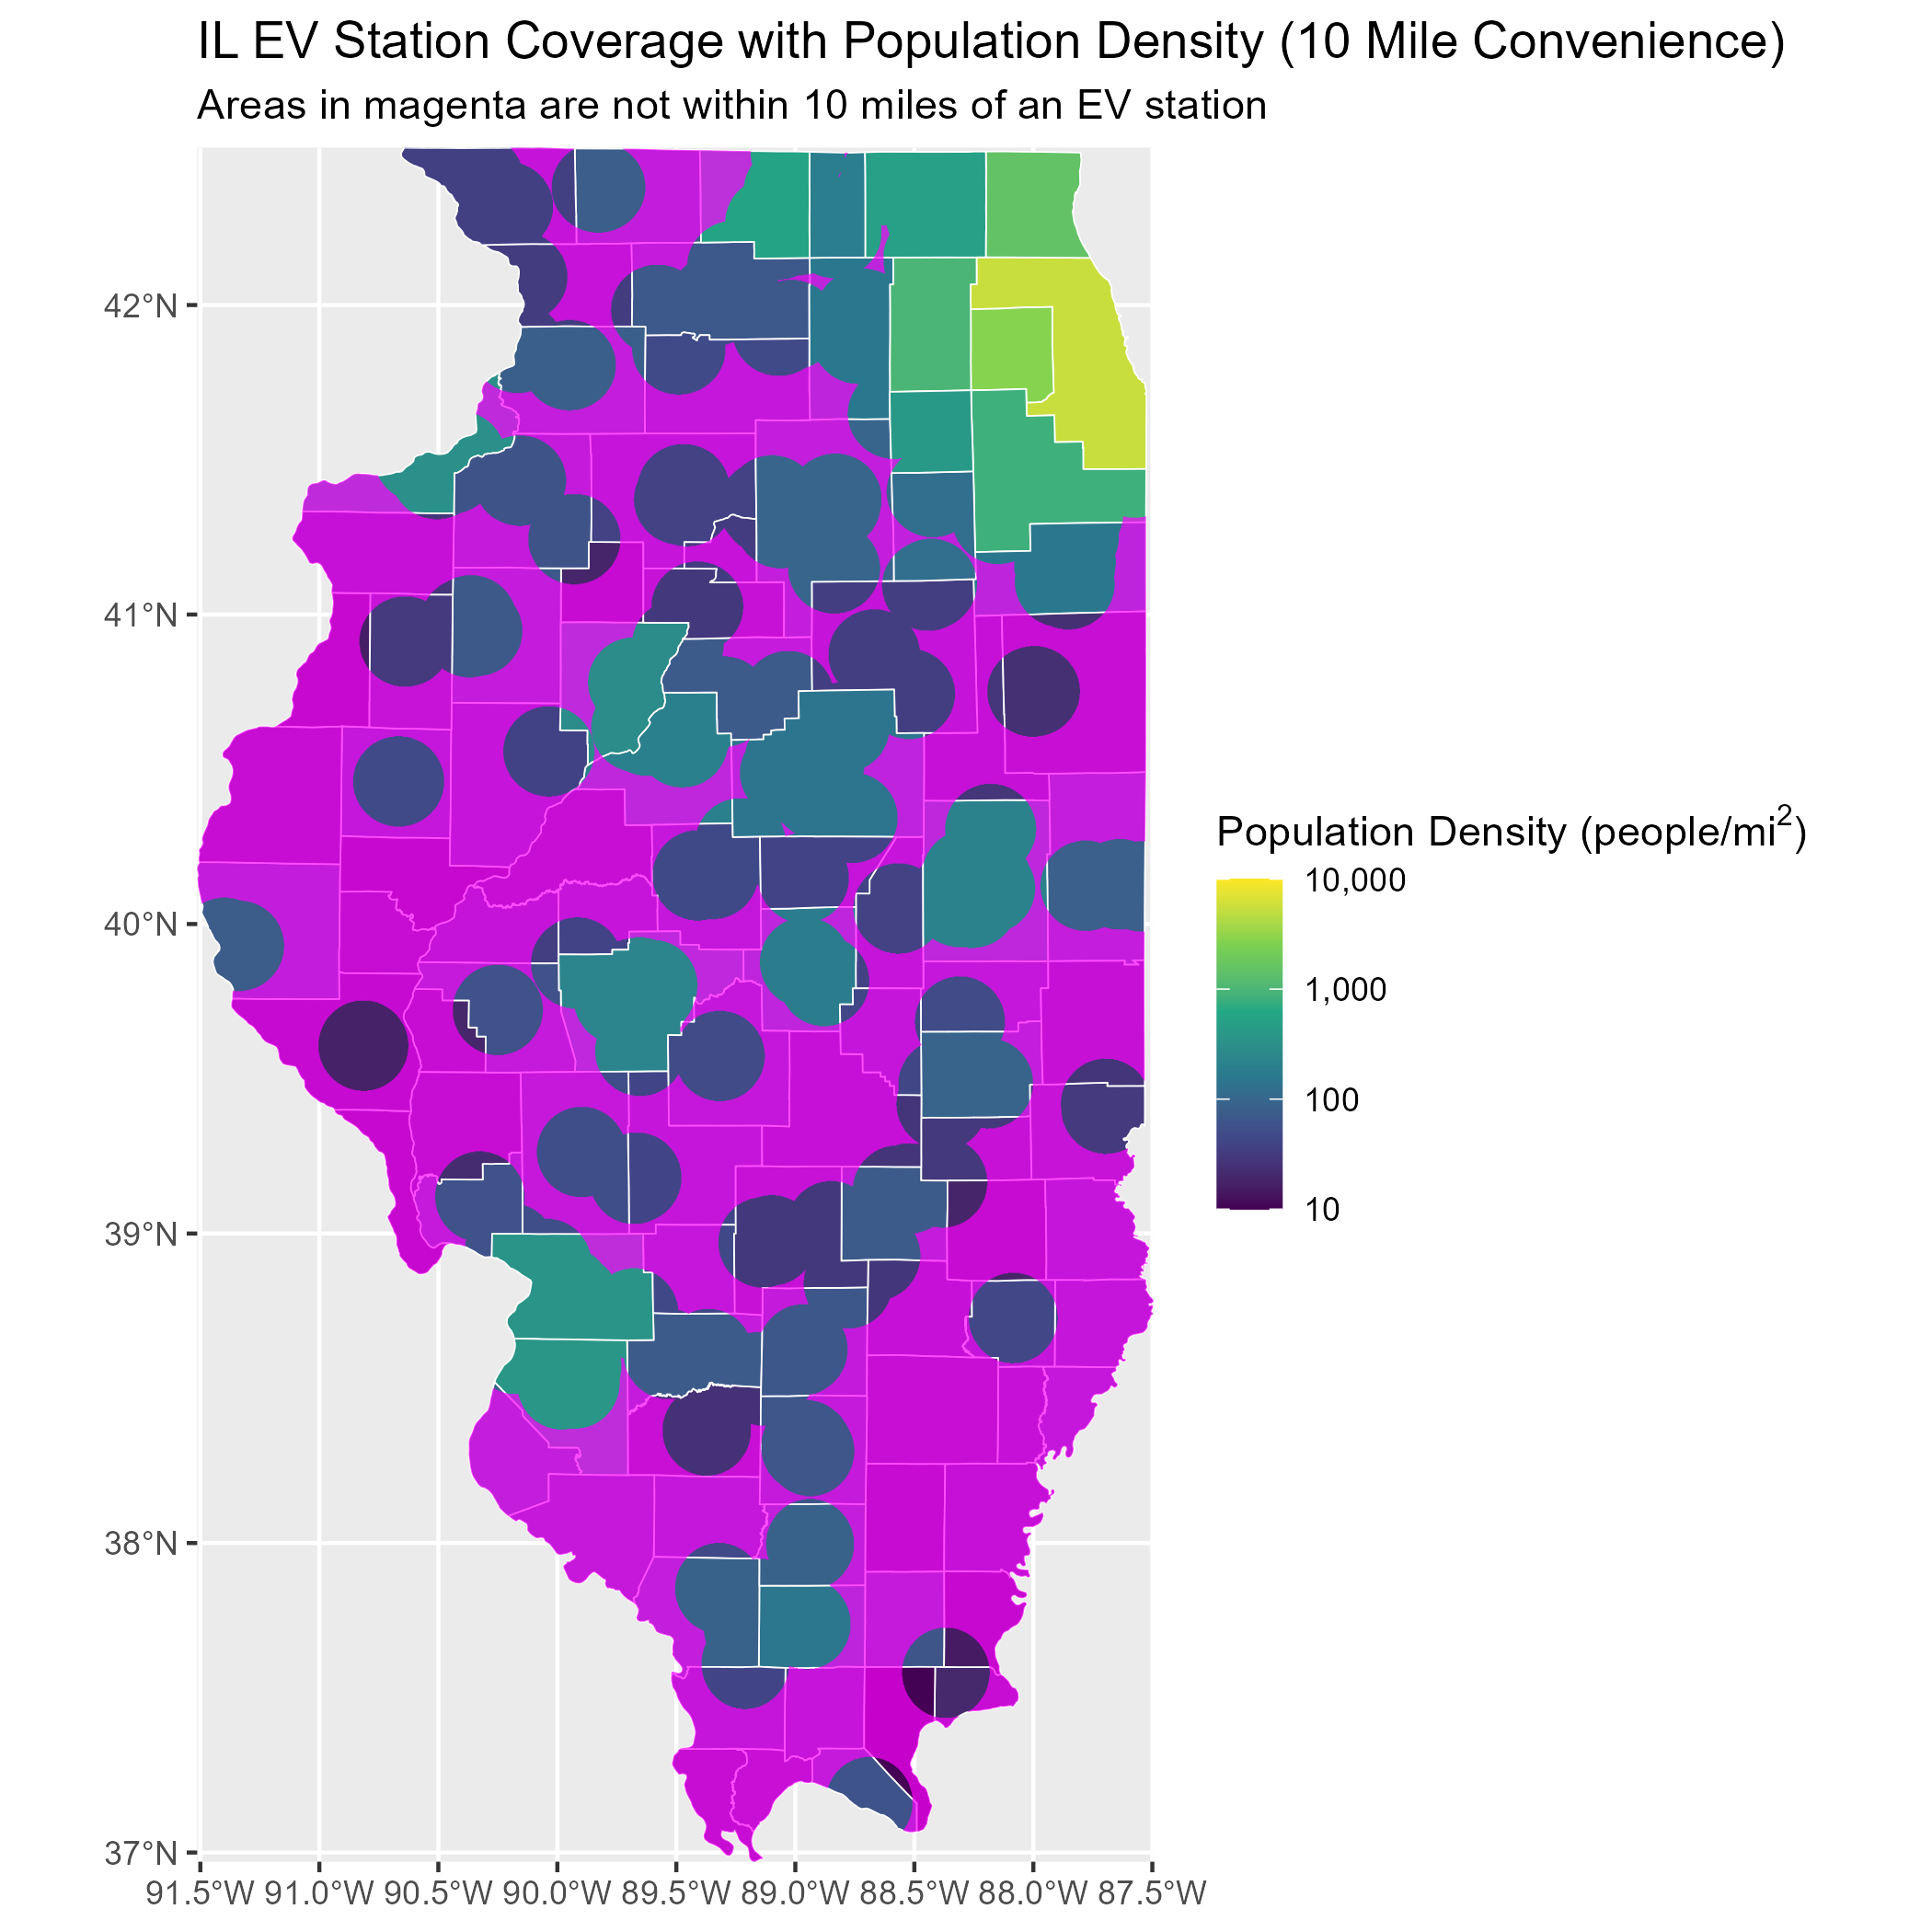 IL EV Station Coverage with Population Density (10 Mile Convenience)
Areas in magenta are not within 10 miles of an EV station
42°N
41°N
40°N
39°N
38°N
37°N
91.5°W 91.0°W 90.5°W 90.0°W 89.5°W 89.0°W 88.5°W 88.0°W 87.5°W
Population Density (people/mi²)
10,000
1,000
100
10